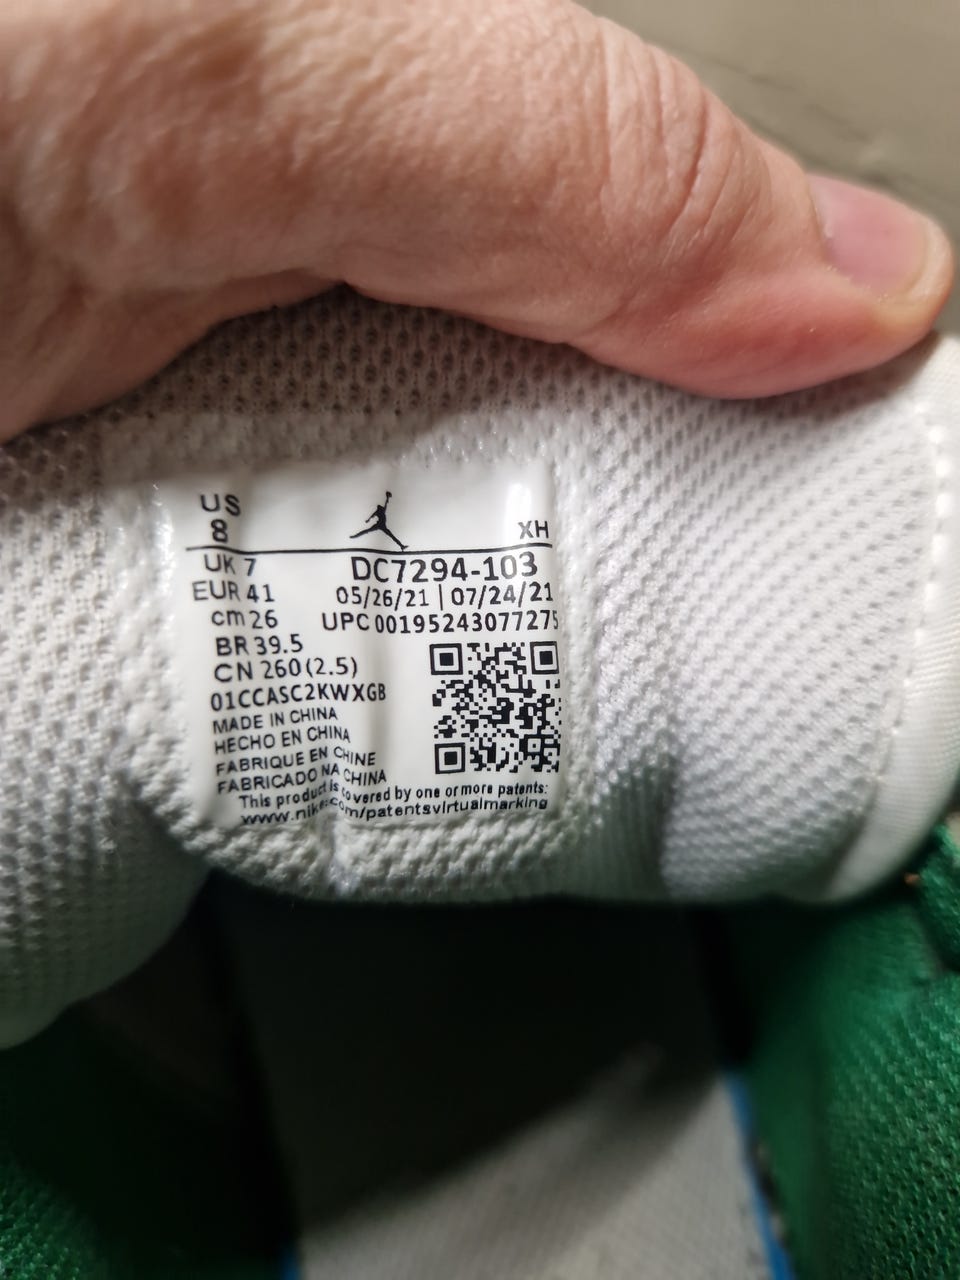 US
8
XH
UK 7
DC7294-103
EUR 41
05/26/21 | 07/24/21
cm 26
UPC 00195243077275
BR 39.5
CN 260 (2.5)
01CCASC2KWXGB
MADE IN CHINA
HECHO EN CHINA
FABRIQUE EN CHINE
FABRICADO NA CHINA
This product is covered by one or more patents:
www.nike.com/patentsvirtualmarking